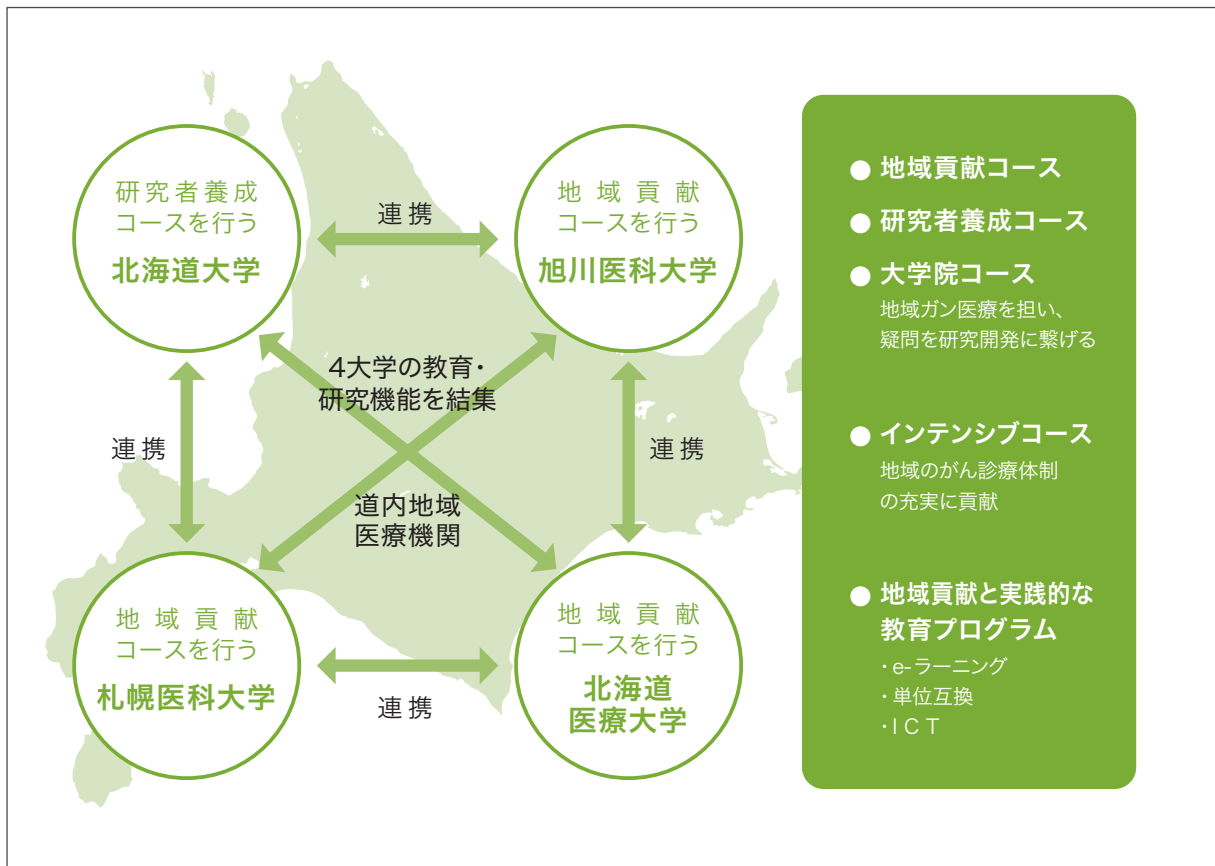 研究者養成
コースを行う
北海道大学
連携
地域貢献
コースを行う
旭川医科大学
4大学の教育・
研究機能を結集
連携
連携
道内地域
医療機関
地域貢献
コースを行う
札幌医科大学
連携
地域貢献
コースを行う
北海道
医療大学
● 地域貢献コース
● 研究者養成コース
● 大学院コース
地域ガン医療を担い、
疑問を研究開発に繋げる
● インテンシブコース
地域のがん診療体制
の充実に貢献
● 地域貢献と実践的な
教育プログラム
・e-ラーニング
・単位互換
・ICT